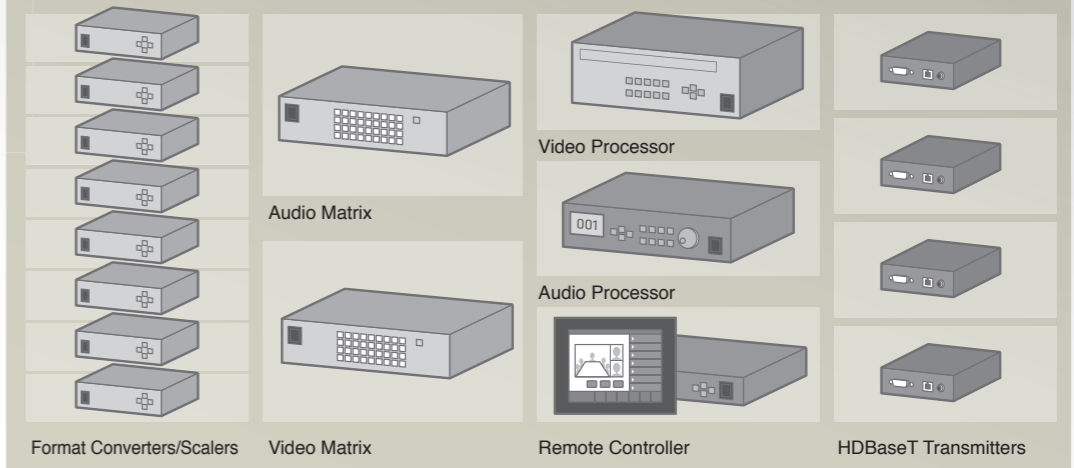 Audio Matrix
Video Processor
001
Audio Processor
Format Converters/Scalers
Video Matrix
Remote Controller
HDBaseT Transmitters